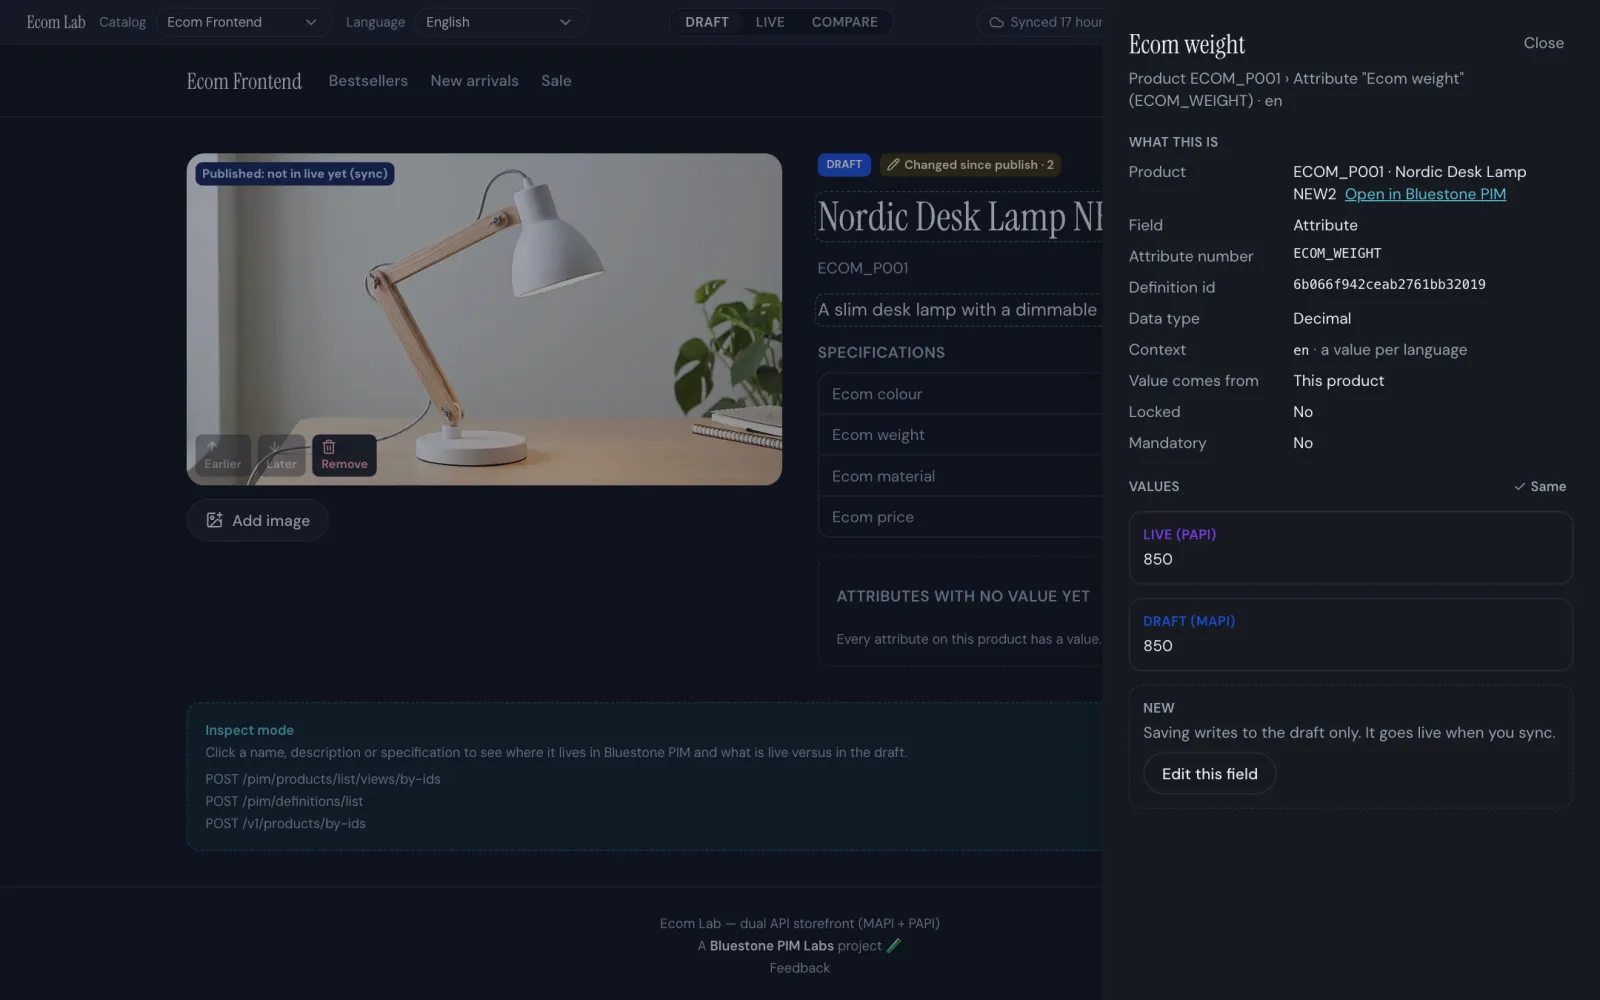 Ecom Lab Catalog Ecom Frontend Language English DRAFT LIVE COMPARE Synced 17 hour
Ecom Frontend Bestsellers New arrivals Sale
Published: not in live yet (sync)
Earlier Later Remove
Add image
DRAFT Changed since publish · 2
Nordic Desk Lamp NE
ECOM_P001
A slim desk lamp with a dimmable
SPECIFICATIONS
Ecom colour
Ecom weight
Ecom material
Ecom price
ATTRIBUTES WITH NO VALUE YET
Every attribute on this product has a value.
Inspect mode
Click a name, description or specification to see where it lives in Bluestone PIM and what is live versus in the draft.
POST /pim/products/list/views/by-ids
POST /pim/definitions/list
POST /v1/products/by-ids
Ecom Lab — dual API storefront (MAPI + PAPI)
A Bluestone PIM Labs project
Feedback
Ecom weight Close
Product ECOM_P001 › Attribute "Ecom weight"
(ECOM_WEIGHT) · en
WHAT THIS IS
Product ECOM_P001 · Nordic Desk Lamp
NEW2 Open in Bluestone PIM
Field Attribute
Attribute number ECOM_WEIGHT
Definition id 6b066f942ceab2761bb32019
Data type Decimal
Context en · a value per language
Value comes from This product
Locked No
Mandatory No
VALUES Same
LIVE (PAPI)
850
DRAFT (MAPI)
850
NEW
Saving writes to the draft only. It goes live when you sync.
Edit this field